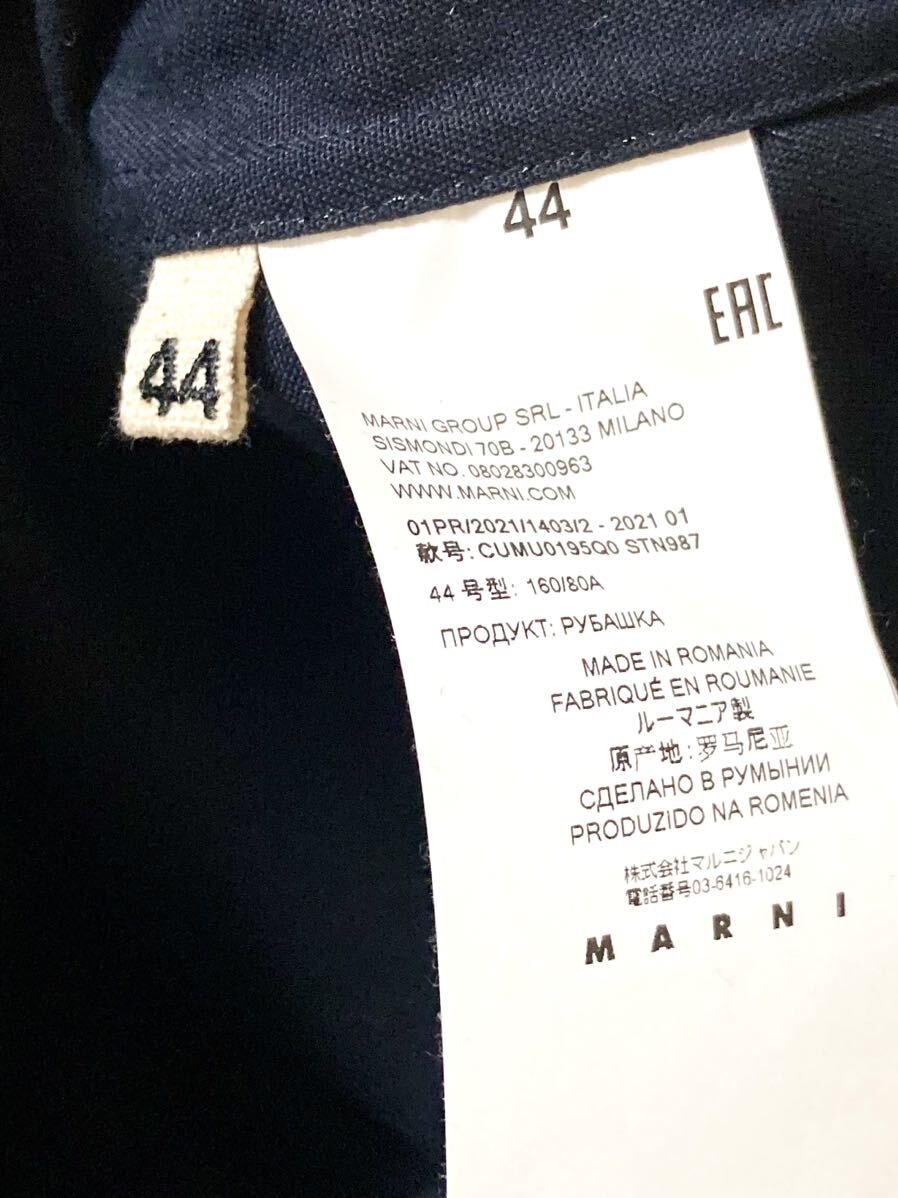 44
44
EAC
MARNI GROUP SRL - ITALIA
SISMONDI 70B - 20133 MILANO
VAT NO. 08028300963
WWW.MARNI.COM
01PR/2021/1403/2 - 2021 01
款号: CUMU0195Q0 STN987
44 号型: 160/80A
ПРОДУКТ: РУБАШКА
MADE IN ROMANIA
FABRIQUÉ EN ROUMANIE
ルーマニア製
原产地: 罗马尼亚
СДЕЛАНО В РУМЫНИИ
PRODUZIDO NA ROMENIA
株式会社マルニジャパン
電話番号03-6416-1024
MARNI